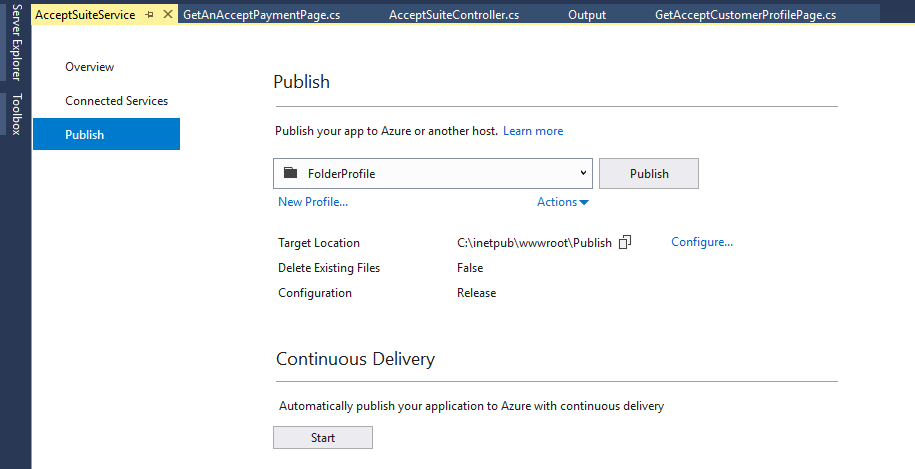 AcceptSuiteService GetAnAcceptPaymentPage.cs AcceptSuiteController.cs Output GetAcceptCustomerProfilePage.cs
Server Explorer
Toolbox
Overview
Connected Services
Publish
Publish
Publish your app to Azure or another host. Learn more
FolderProfile Publish
New Profile... Actions
Target Location C:\inetpub\wwwroot\Publish Configure...
Delete Existing Files False
Configuration Release
Continuous Delivery
Automatically publish your application to Azure with continuous delivery
Start